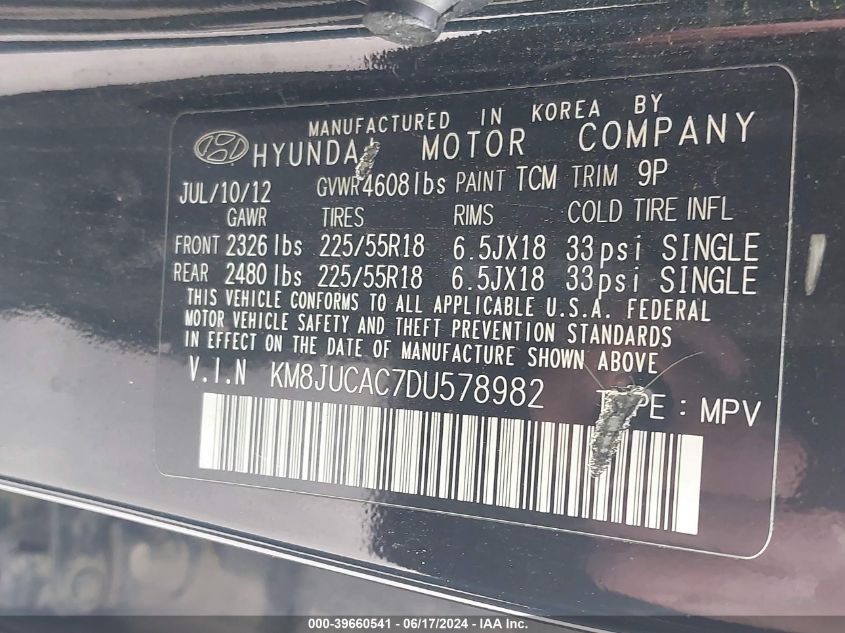 MANUFACTURED IN KOREA BY
HYUNDAI MOTOR COMPANY
JUL/10/12 GVWR 4608 lbs PAINT TCM TRIM 9P
GAWR TIRES RIMS COLD TIRE INFL
FRONT 2326 lbs 225/55R18 6.5JX18 33psi SINGLE
REAR 2480 lbs 225/55R18 6.5JX18 33psi SINGLE
THIS VEHICLE CONFORMS TO ALL APPLICABLE U.S.A. FEDERAL
MOTOR VEHICLE SAFETY AND THEFT PREVENTION STANDARDS
IN EFFECT ON THE DATE OF MANUFACTURE SHOWN ABOVE
V.I.N KM8JUCAC7DU578982 TYPE : MPV
000-39660541 / 06/17/2024 - IAA Inc.